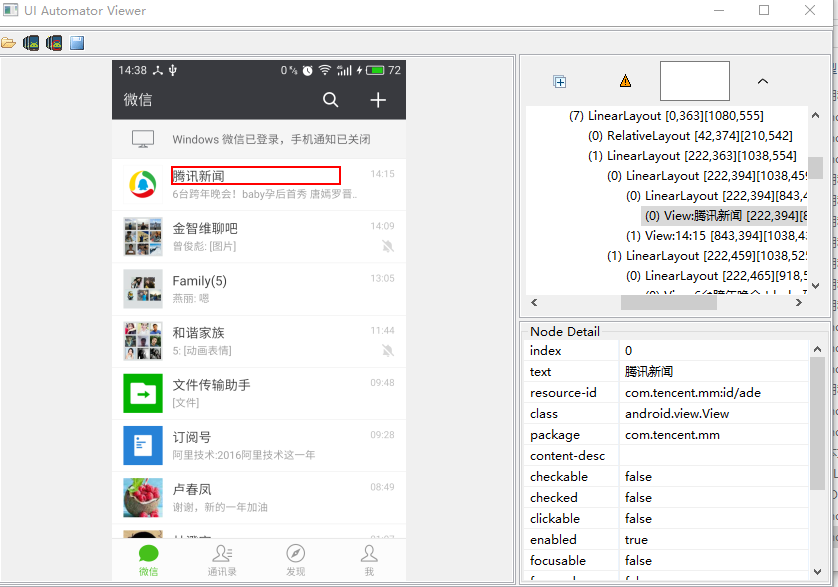 UI Automator Viewer
14:38 0% 72
微信
Windows 微信已登录，手机通知已关闭
腾讯新闻 14:15
6台跨年晚会！baby孕后首秀 唐嫣罗晋..
金智维聊吧 14:09
曾俊彪: [图片]
Family(5) 13:05
燕丽: 嗯
和谐家族 11:44
5: [动画表情]
文件传输助手 09:48
[文件]
订阅号 09:28
阿里技术:2016阿里技术这一年
卢春凤 08:49
谢谢，新的一年加油
微信 通讯录 发现 我
(7) LinearLayout [0,363][1080,555]
(0) RelativeLayout [42,374][210,542]
(1) LinearLayout [222,363][1038,554]
(0) LinearLayout [222,394][1038,459
(0) LinearLayout [222,394][843,4
(0) View:腾讯新闻 [222,394][8
(1) View:14:15 [843,394][1038,43
(1) LinearLayout [222,459][1038,525
(0) LinearLayout [222,465][918,5
Node Detail
index 0
text 腾讯新闻
resource-id com.tencent.mm:id/ade
class android.view.View
package com.tencent.mm
content-desc
checkable false
checked false
clickable false
enabled true
focusable false